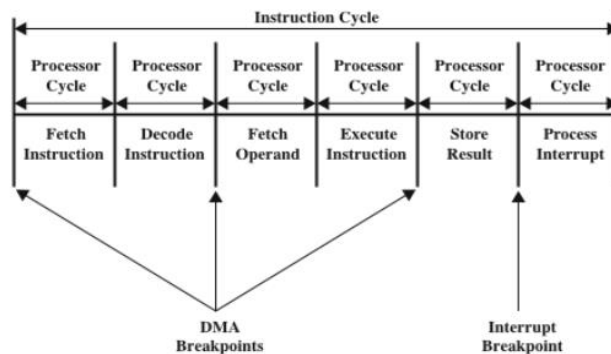 Instruction Cycle
Processor Processor Processor Processor Processor Processor
Cycle Cycle Cycle Cycle Cycle Cycle
Fetch Decode Fetch Execute Store Process
Instruction Instruction Operand Instruction Result Interrupt
DMA Interrupt
Breakpoints Breakpoint